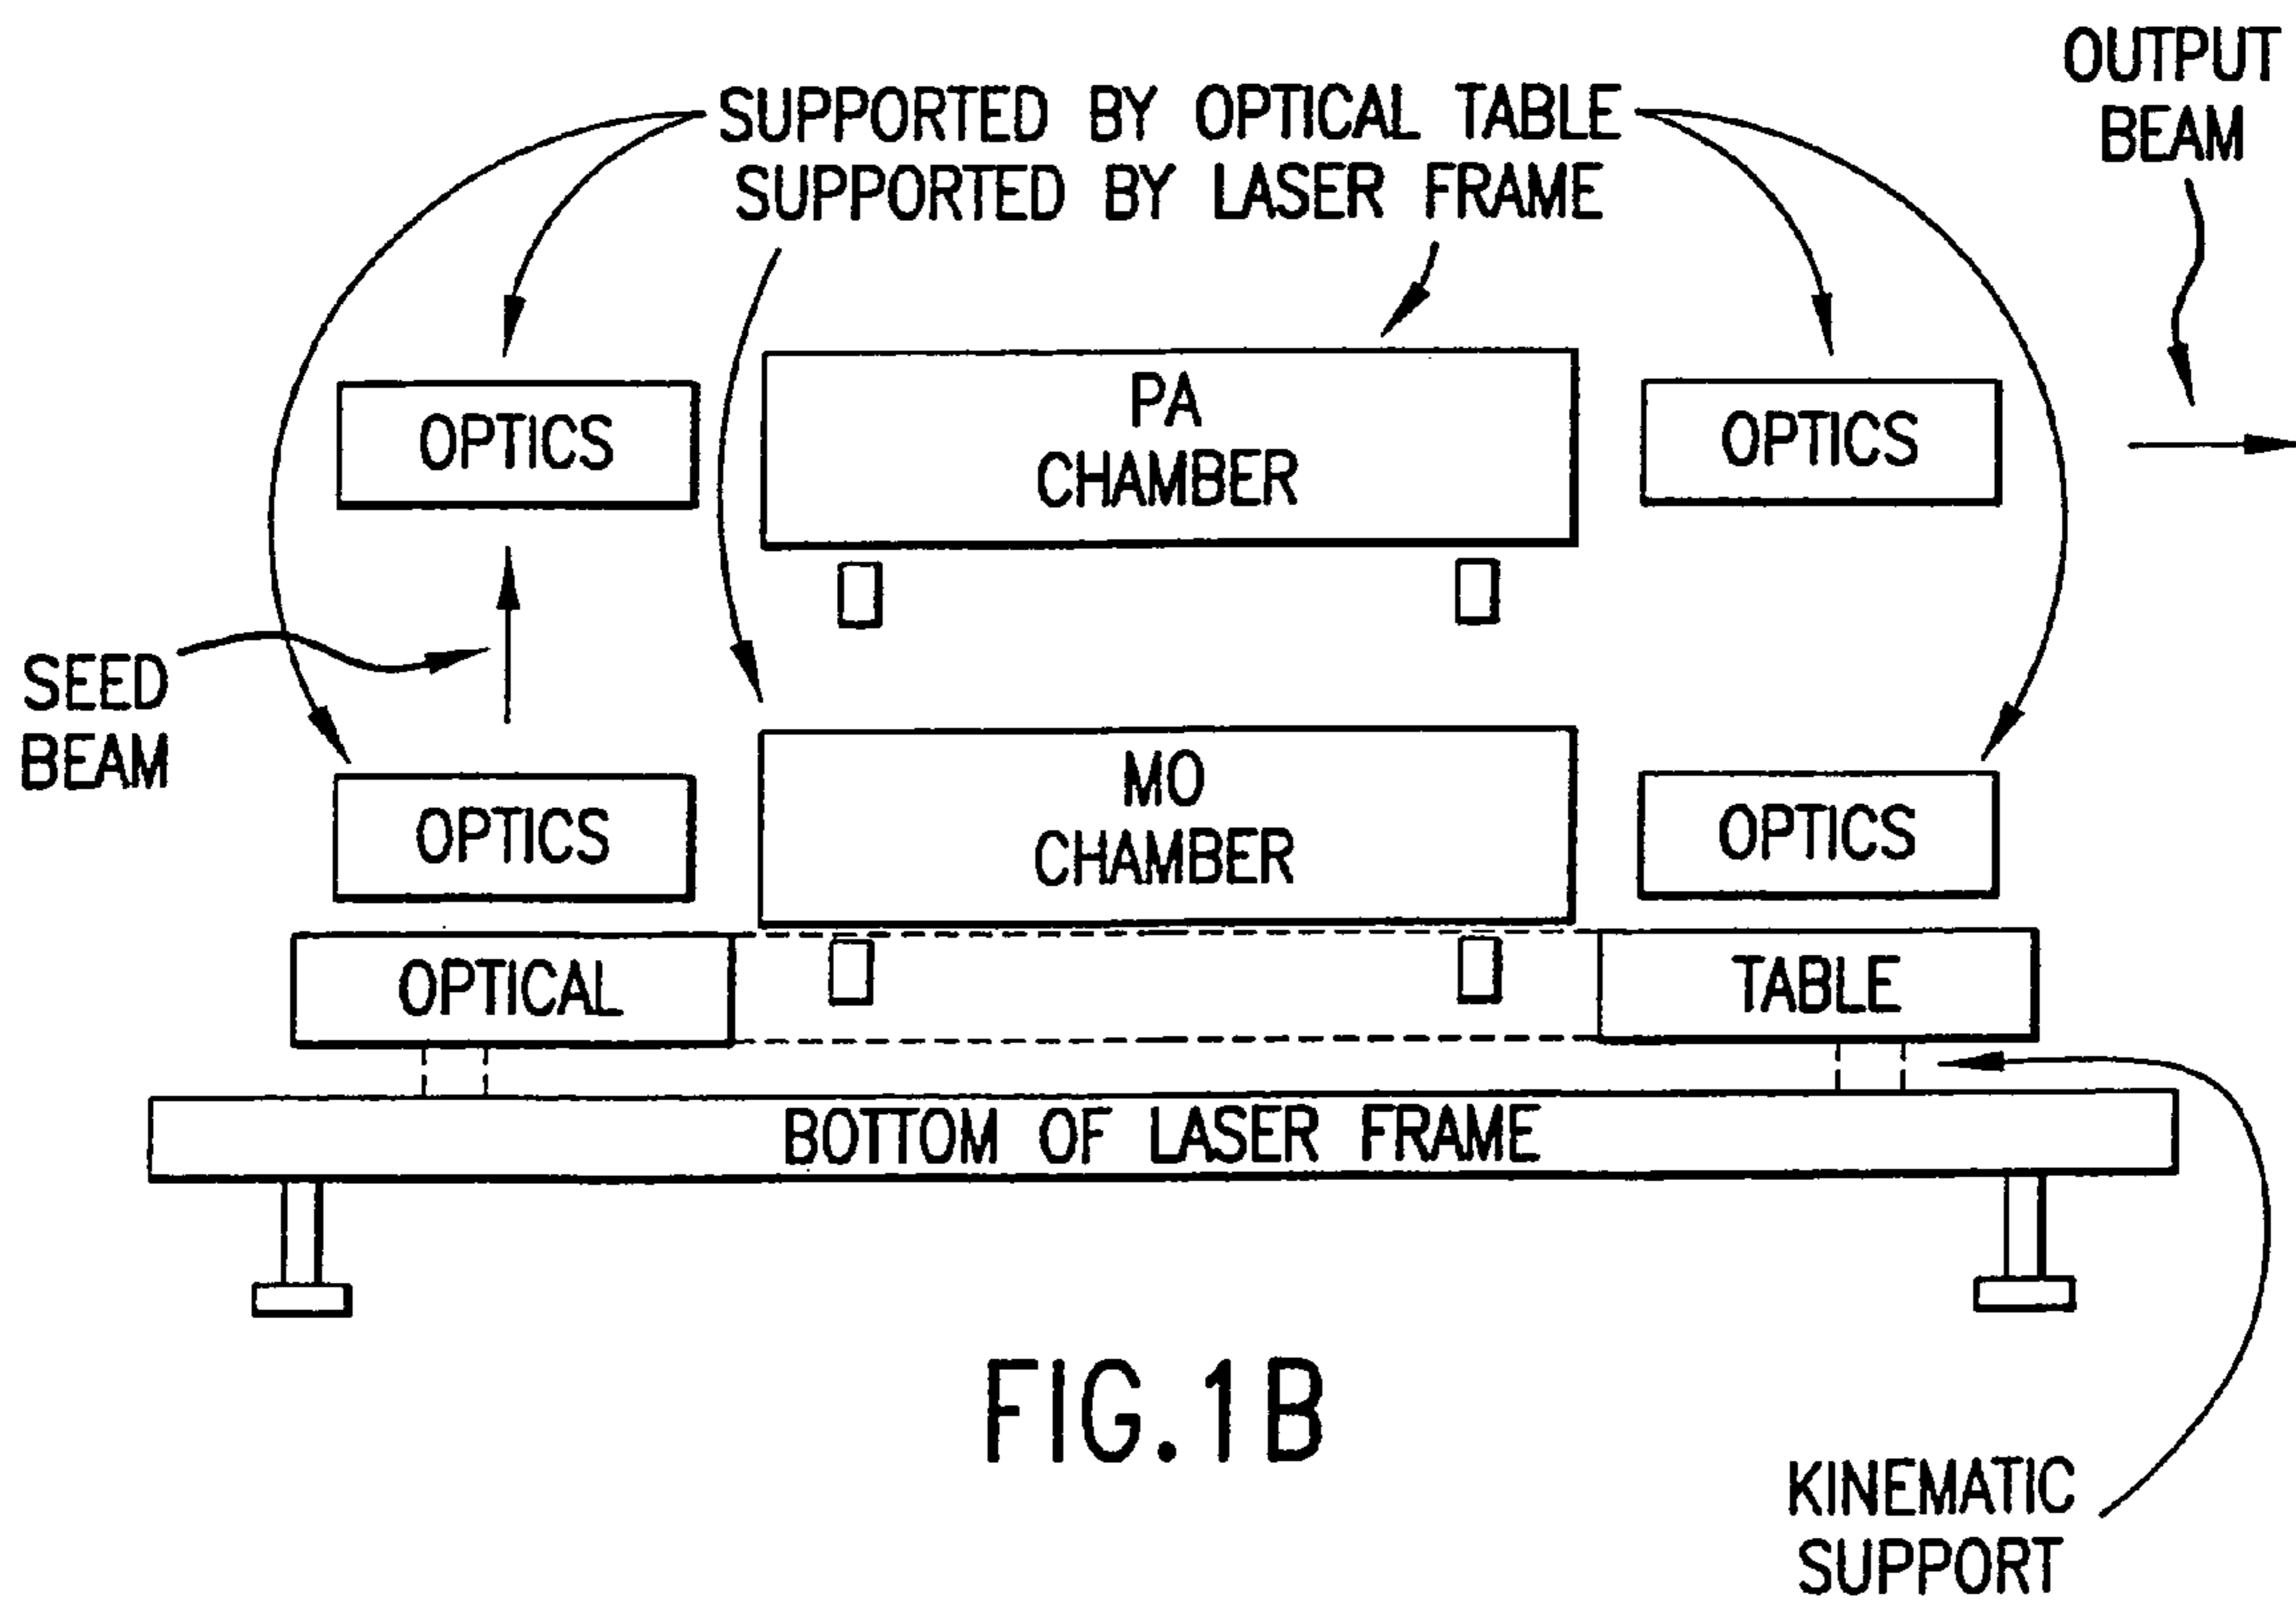 OUTPUT
BEAM
SUPPORTED BY OPTICAL TABLE
SUPPORTED BY LASER FRAME
OPTICS
PA
CHAMBER
OPTICS
SEED
BEAM
OPTICS
MO
CHAMBER
OPTICS
OPTICAL
TABLE
BOTTOM OF LASER FRAME
FIG.1B
KINEMATIC
SUPPORT